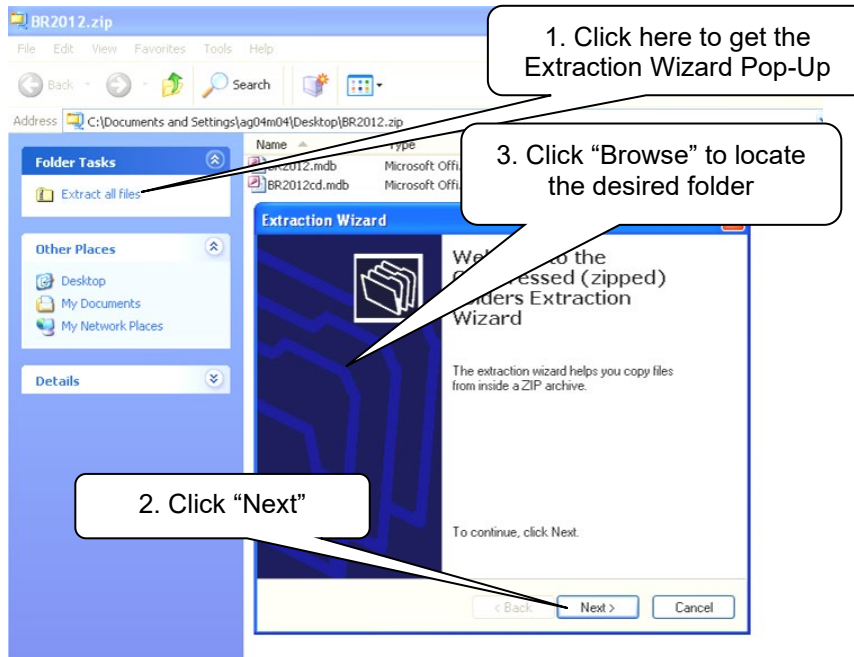 BR2012.zip
File Edit View Favorites Tools Help
1. Click here to get the
Extraction Wizard Pop-Up
Back Search
Address C:\Documents and Settings\ag04m04\Desktop\BR2012.zip
Folder Tasks
Extract all files
Other Places
Desktop
My Documents
My Network Places
Details
Name Type
BR2012.mdb Microsoft Offi
BR2012cd.mdb Microsoft Offi
3. Click “Browse” to locate
the desired folder
Extraction Wizard
to the
(zipped)
Extraction
Wizard
The extraction wizard helps you copy files
from inside a ZIP archive.
2. Click “Next”
To continue, click Next.
< Back Next > Cancel